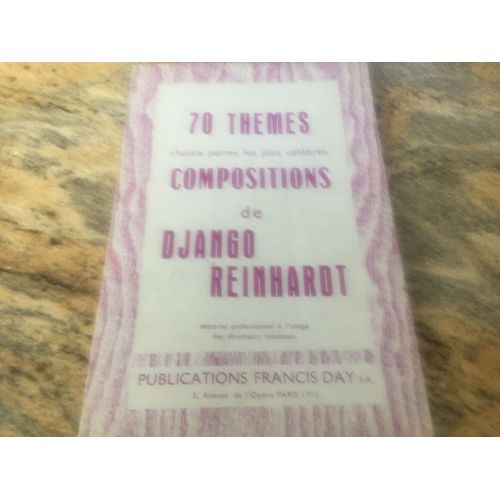 70 THEMES
choisis parmi les plus célèbres
COMPOSITIONS
de
DJANGO
REINHARDT
Matériel professionnel à l'usage
des directeurs musicaux
PUBLICATIONS FRANCIS DAY S.A.
5, Avenue de l'Opéra PARIS (1er)